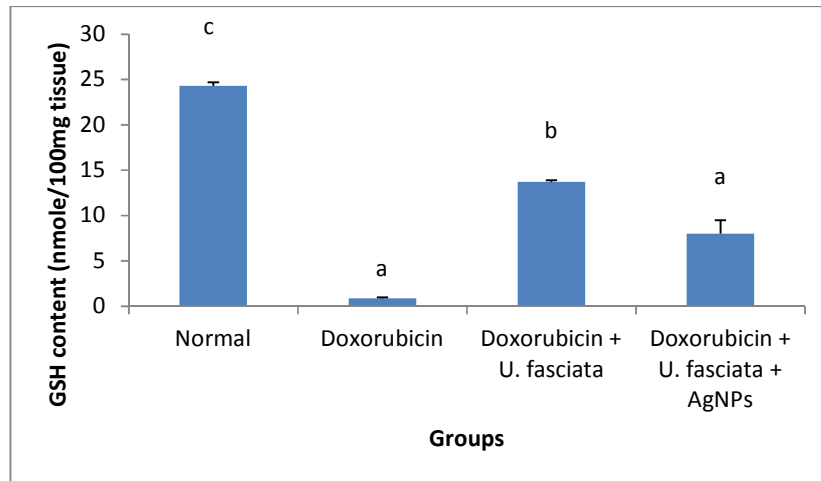 GSH content (nmole/100mg tissue)
30
25
20
15
10
5
0
c
a
b
a
Normal
Doxorubicin
Doxorubicin +
U. fasciata
Doxorubicin +
U. fasciata +
AgNPs
Groups